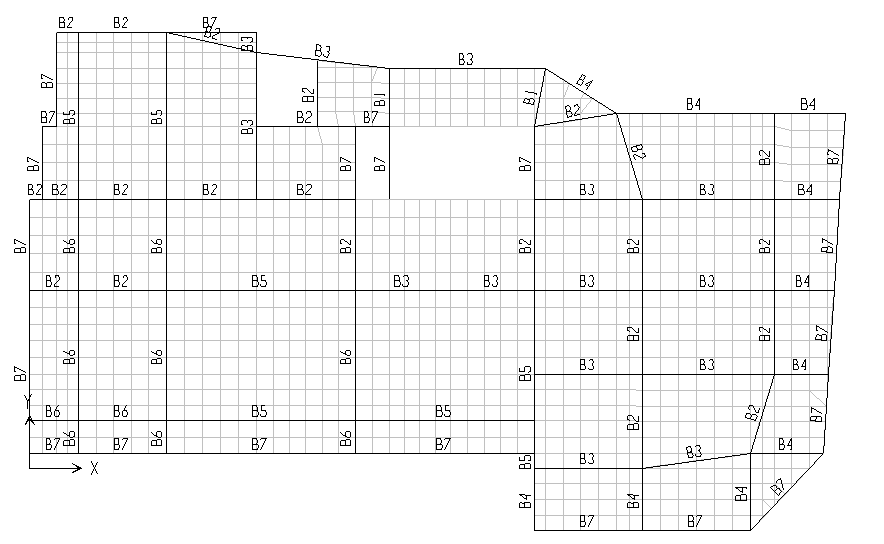 B2 B2 B7
B2 B3 B3 B3
B7 B2 B1 B1 B4
B4 B4
B7 B5 B5 B3 B2 B7 B2
B7 B7 B7 B7 B2 B2 B7
B2 B2 B2 B2 B2 B3 B3 B4
B7 B6 B6 B2 B2 B2 B2 B7
B2 B2 B5 B3 B3 B3 B3 B4
B7 B6 B6 B6 B5 B2 B2 B7
B3 B3 B4
Y
B6 B6 B5 B5 B2 B2 B7
B7 B6 B7 B6 B7 B6 B7 B5 B3 B3 B4
X
B4 B4 B4 B7
B7 B7